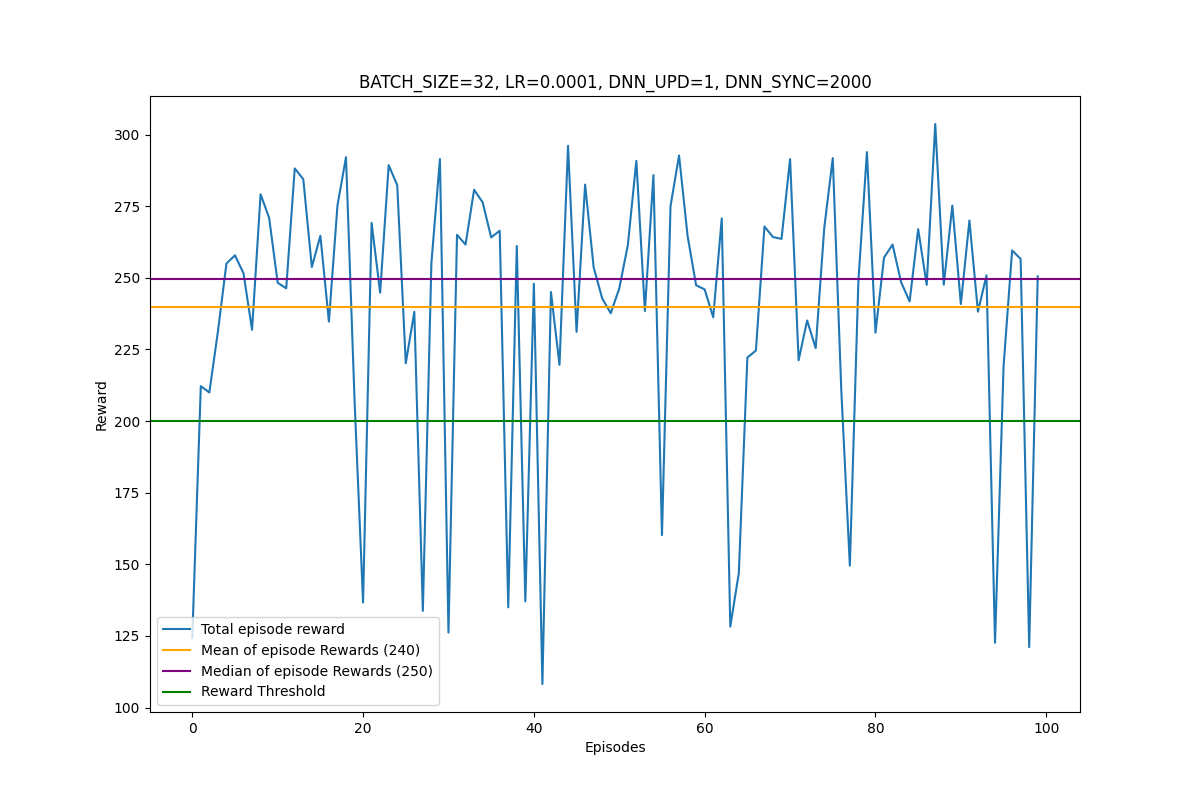 BATCH_SIZE=32, LR=0.0001, DNN_UPD=1, DNN_SYNC=2000
300
275
250
225
200
175
150
125
100
Reward
Total episode reward
Mean of episode Rewards (240)
Median of episode Rewards (250)
Reward Threshold
0 20 40 60 80 100
Episodes